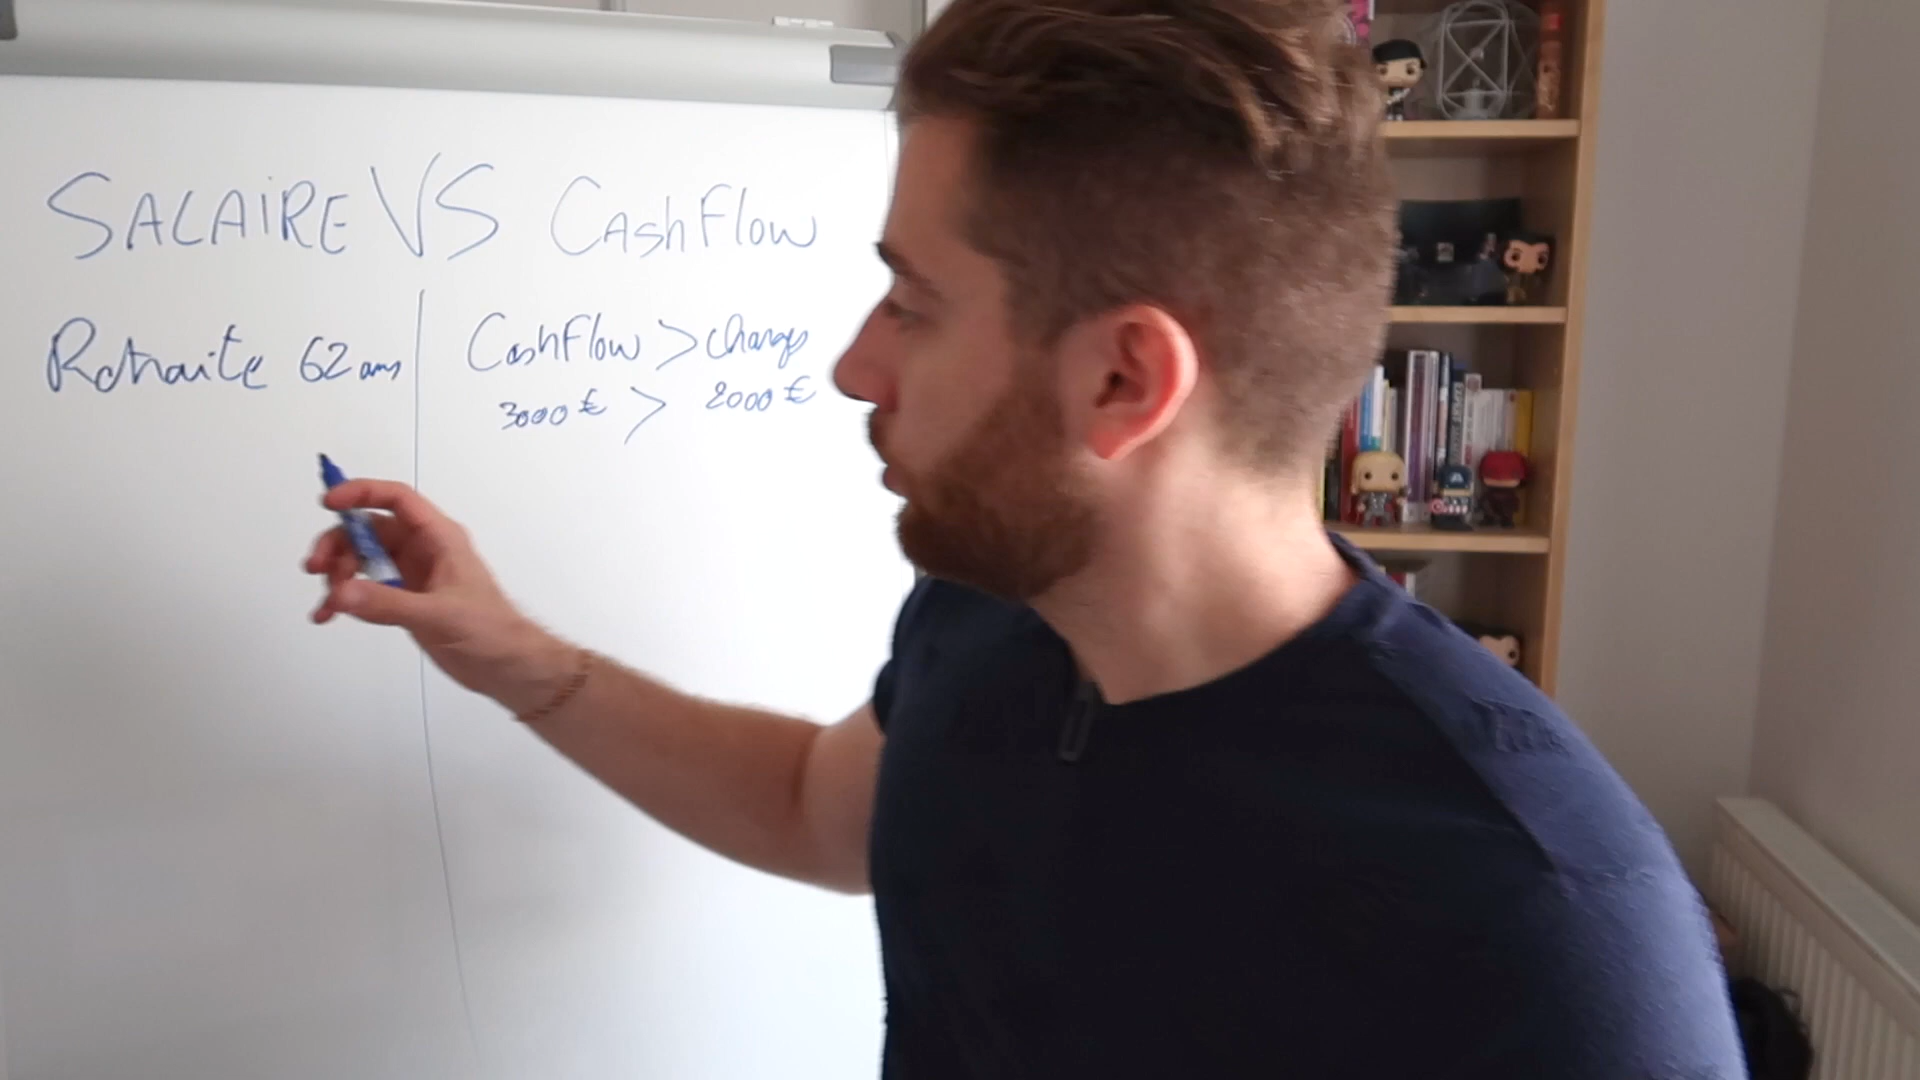 SALAIRE VS CashFlow
Retraite 62 ans
CashFlow > charges
3000 € > 2000 €